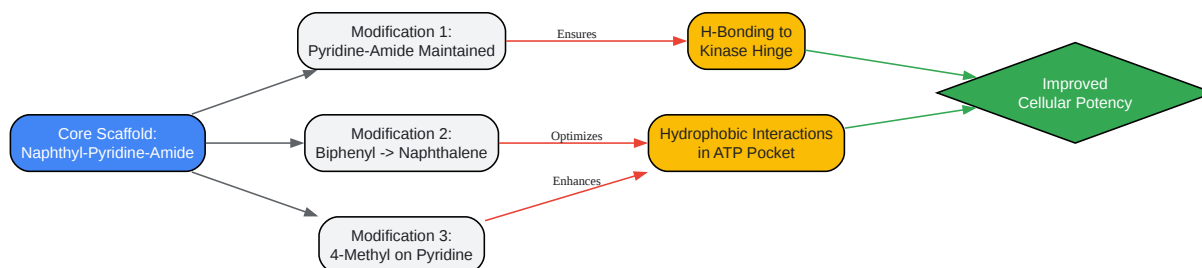 Modification 1:
Pyridine-Amide Maintained
Ensures
H-Bonding to
Kinase Hinge
Core Scaffold:
Naphthyl-Pyridine-Amide
Modification 2:
Biphenyl -> Naphthalene
Optimizes
Hydrophobic Interactions
in ATP Pocket
Improved
Cellular Potency
Enhances
Modification 3:
4-Methyl on Pyridine